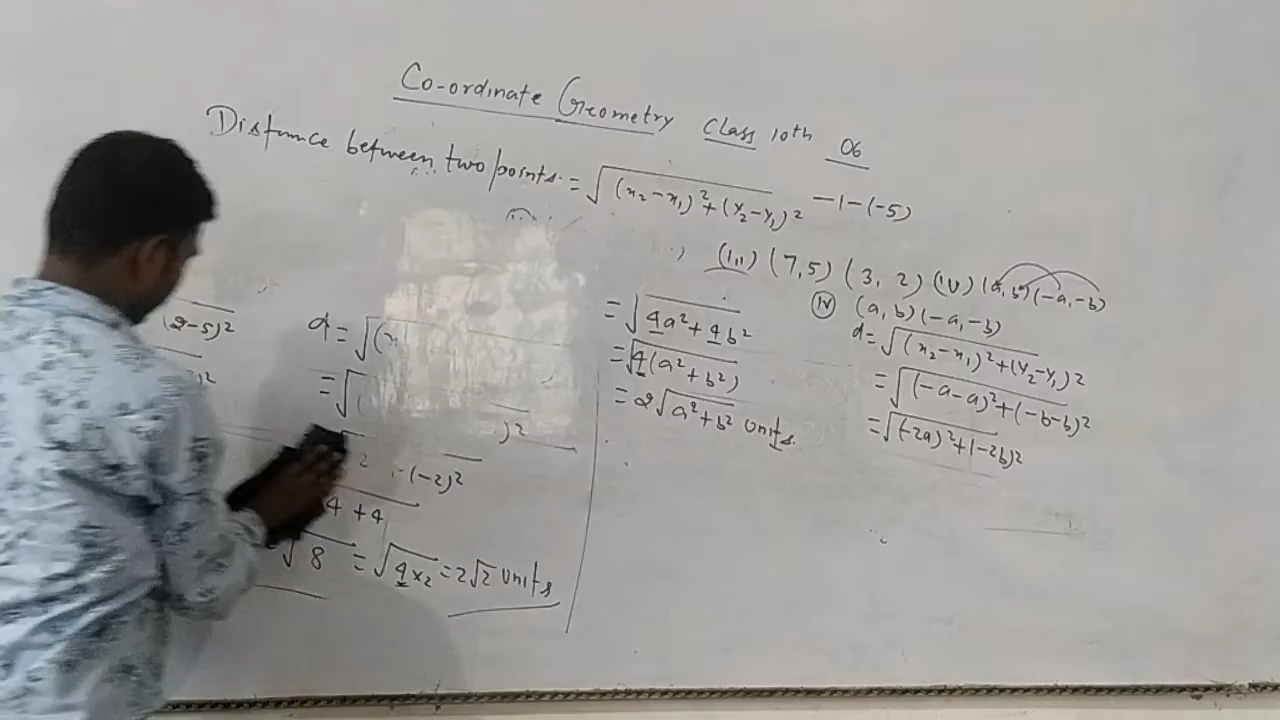 Co-ordinate Geometry Class 10th 06
Distance between two points. = √(x₂-x₁)²+(y₂-y₁)² -1-(-5)
(iii) (7,5) (3, 2) (iv) (a, b) (-a,-b)
(2-5)²
)²
d = √(x
= √(
)²
2 (-2)²
4 + 4
√8 = √4×2 = 2√2 units
= √4a²+4b²
= √4(a²+b²)
= 2√a²+b² units.
(iv) (a, b) (-a,-b)
d= √(x₂-x₁)²+(y₂-y₁)²
= √(-a-a)²+(-b-b)²
= √(-2a)²+(-2b)²